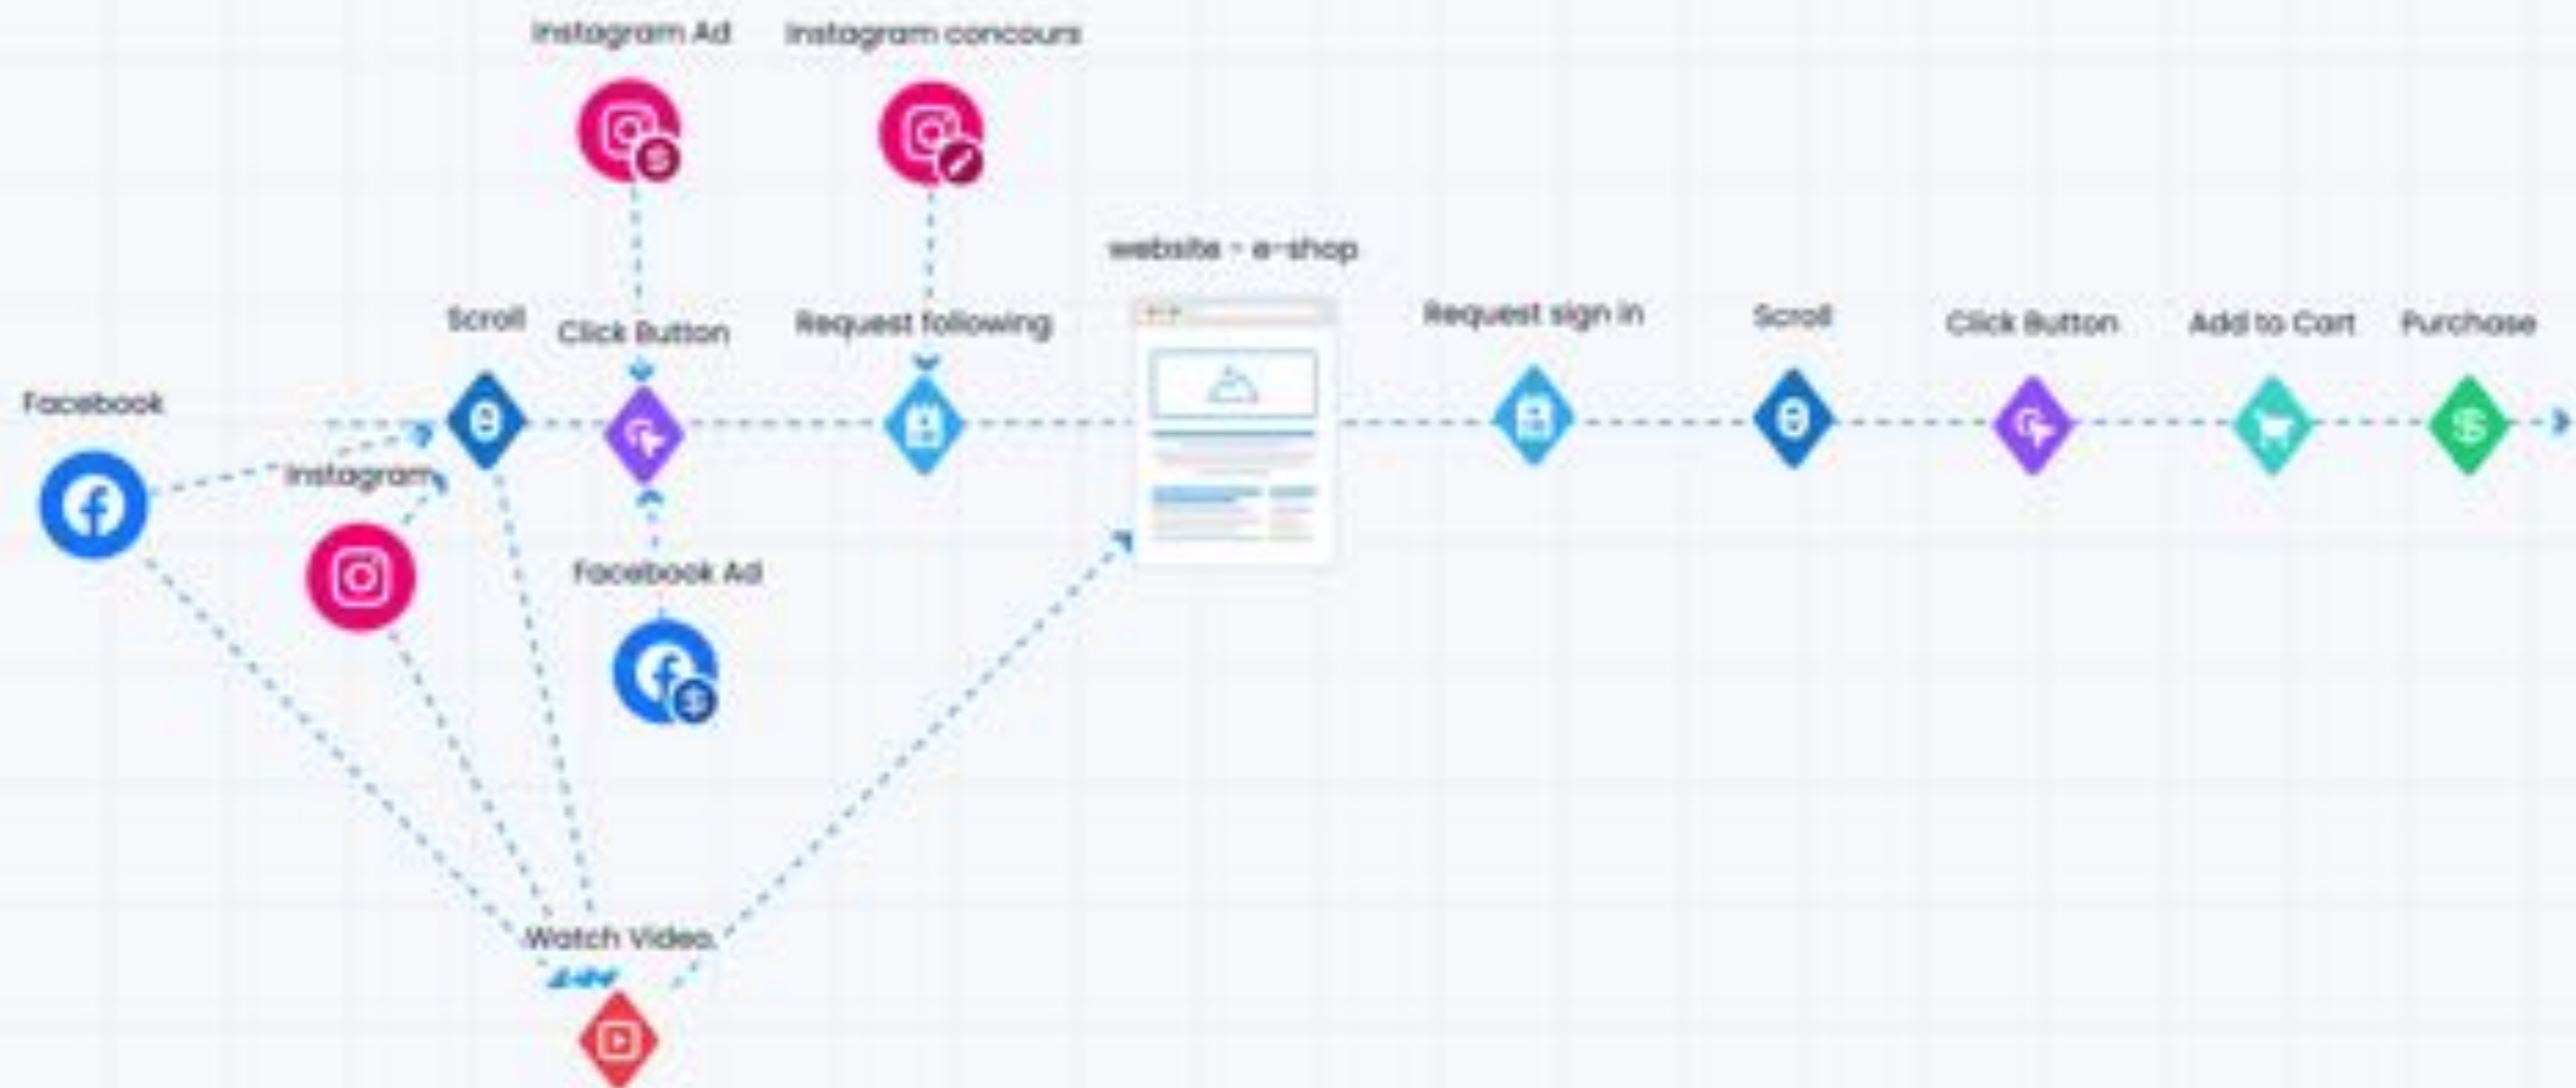 Instagram Ad
Instagram concours
website - e-shop
Scroll
Click Button
Request following
Request sign in
Scroll
Click Button
Add to Cart
Purchase
Facebook
Instagram
Facebook Ad
Watch Video